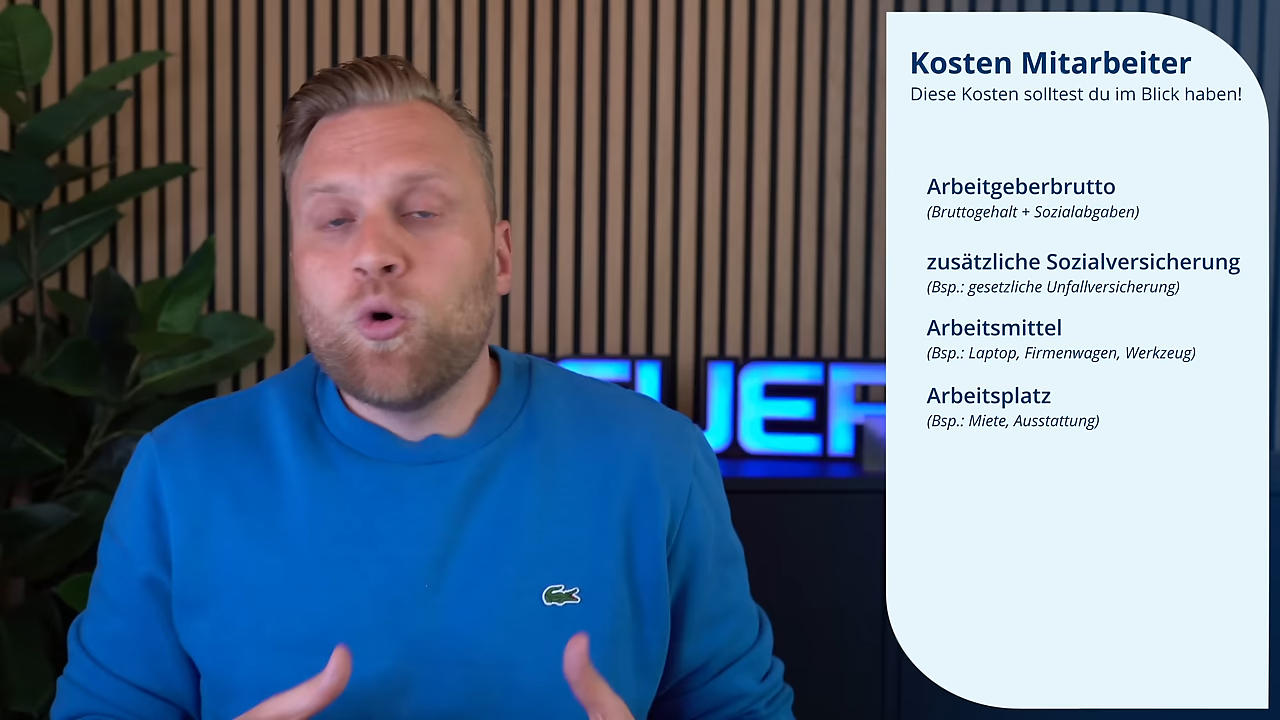 Kosten Mitarbeiter
Diese Kosten solltest du im Blick haben!
Arbeitgeberbrutto
(Bruttogehalt + Sozialabgaben)
zusätzliche Sozialversicherung
(Bsp.: gesetzliche Unfallversicherung)
Arbeitsmittel
(Bsp.: Laptop, Firmenwagen, Werkzeug)
Arbeitsplatz
(Bsp.: Miete, Ausstattung)